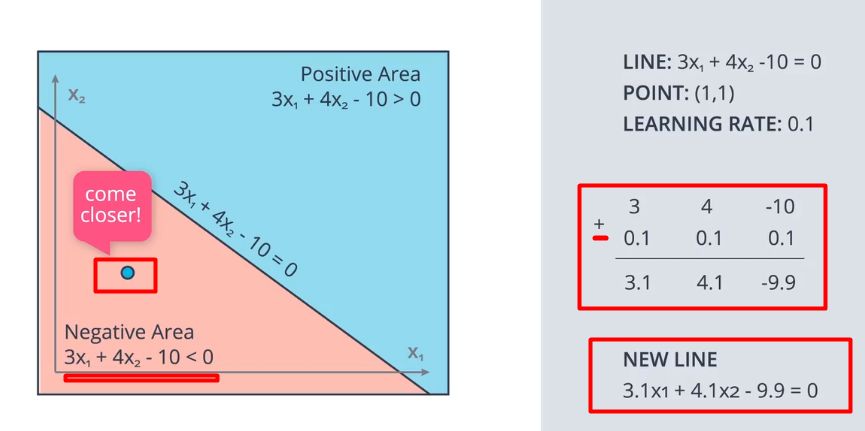 Positive Area
3x₁ + 4x₂ - 10 > 0
x₂
come
closer!
3x₁ + 4x₂ - 10 = 0
Negative Area
3x₁ + 4x₂ - 10 < 0
x₁
LINE: 3x₁ + 4x₂ -10 = 0
POINT: (1,1)
LEARNING RATE: 0.1
3 4 -10
+
0.1 0.1 0.1
3.1 4.1 -9.9
NEW LINE
3.1x1 + 4.1x2 - 9.9 = 0